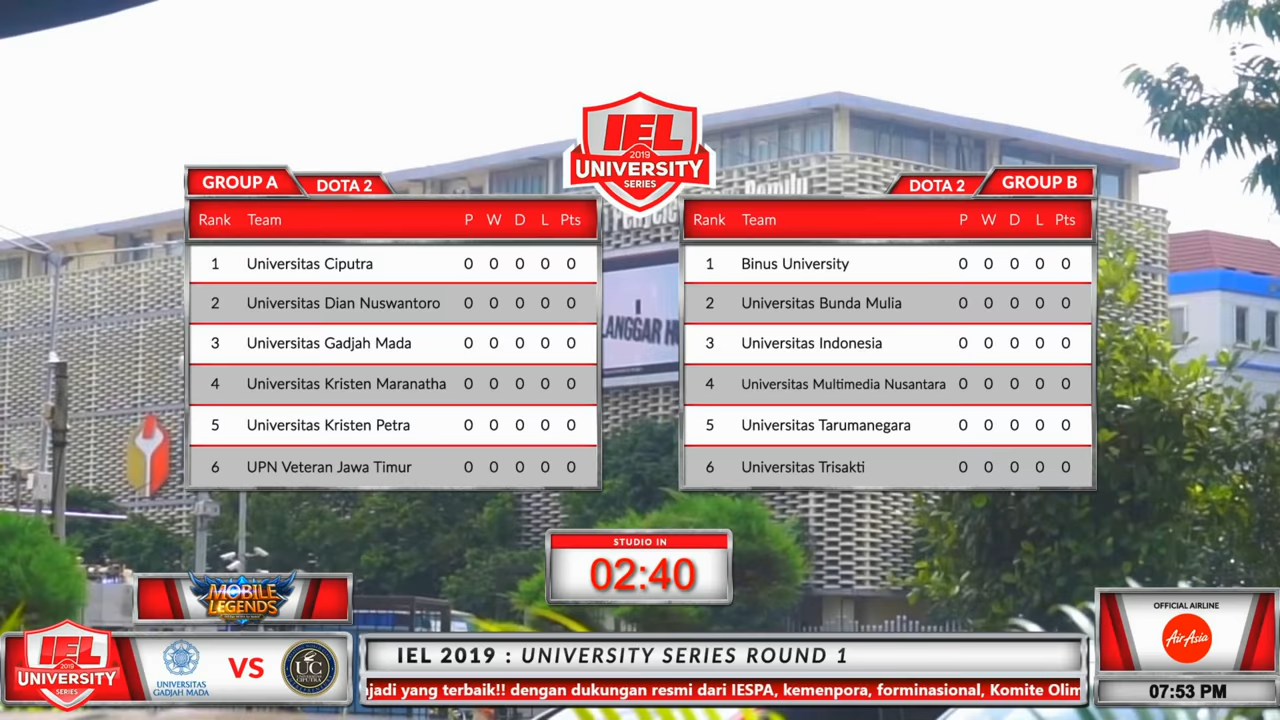 IEL
2019
UNIVERSITY
SERIES
GROUP A DOTA 2
Rank Team P W D L Pts
1 Universitas Ciputra 0 0 0 0 0
2 Universitas Dian Nuswantoro 0 0 0 0 0
3 Universitas Gadjah Mada 0 0 0 0 0
4 Universitas Kristen Maranatha 0 0 0 0 0
5 Universitas Kristen Petra 0 0 0 0 0
6 UPN Veteran Jawa Timur 0 0 0 0 0
DOTA 2 GROUP B
Rank Team P W D L Pts
1 Binus University 0 0 0 0 0
2 Universitas Bunda Mulia 0 0 0 0 0
3 Universitas Indonesia 0 0 0 0 0
4 Universitas Multimedia Nusantara 0 0 0 0 0
5 Universitas Tarumanegara 0 0 0 0 0
6 Universitas Trisakti 0 0 0 0 0
LANGGAR
STUDIO IN
02:40
MOBILE
LEGENDS
IEL
2019
UNIVERSITY
SERIES
UNIVERSITAS
GADJAH MADA
VS
UC
IEL 2019 : UNIVERSITY SERIES ROUND 1
jadi yang terbaik!! dengan dukungan resmi dari IESPA, kemenpora, forminasional, Komite Olim
OFFICIAL AIRLINE
AirAsia
07:53 PM